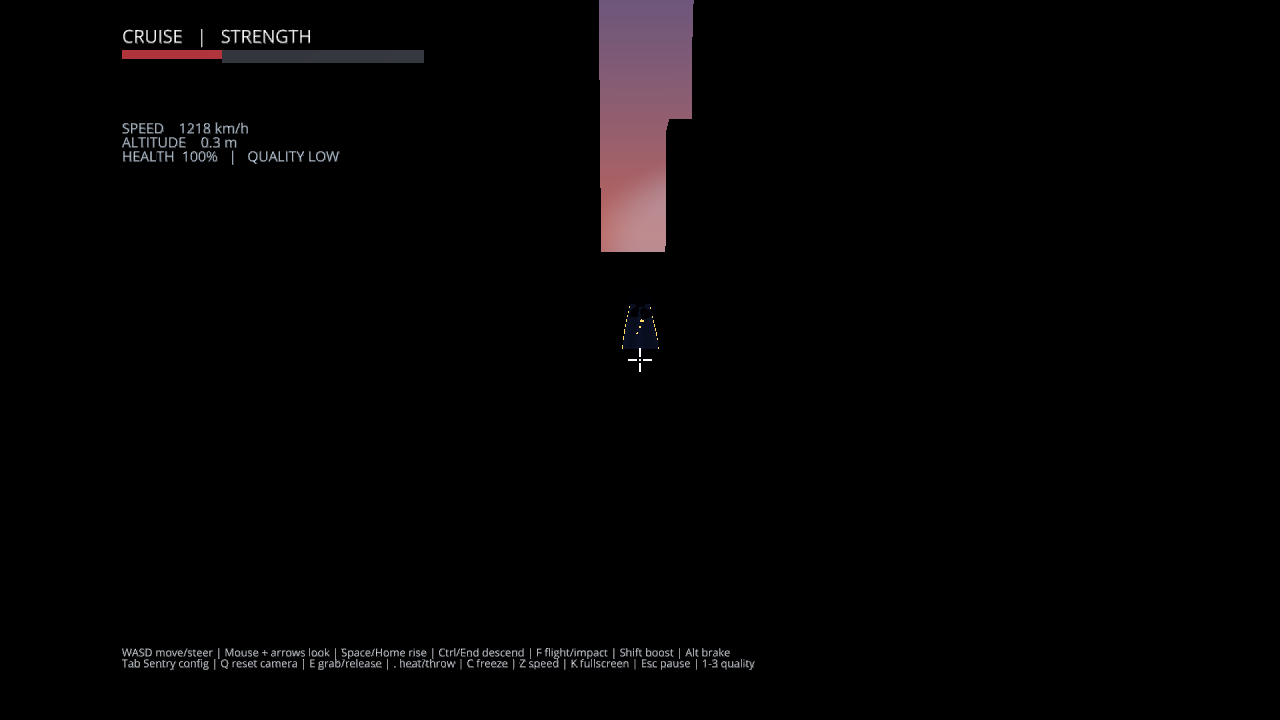 CRUISE | STRENGTH
SPEED 1218 km/h
ALTITUDE 0.3 m
HEALTH 100% | QUALITY LOW
WASD move/steer | Mouse + arrows look | Space/Home rise | Ctrl/End descend | F flight/impact | Shift boost | Alt brake
Tab Sentry config | Q reset camera | E grab/release | . heat/throw | C freeze | Z speed | K fullscreen | Esc pause | 1-3 quality